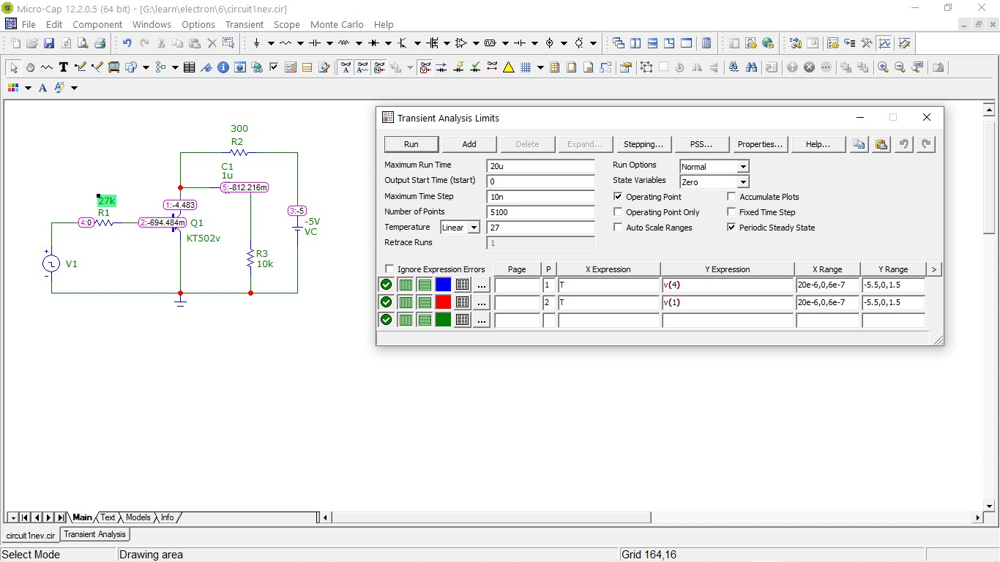 Micro-Cap 12.2.0.5 (64 bit) - [G:\learn\electron\6\circuit1nev.cir]
File Edit Component Windows Options Transient Scope Monte Carlo Help
300
R2
C1
1u
5:-812.216m
27k
R1
1:-4.483
4:0
2:-694.484m
Q1
KT502v
3:-5
-5V
VC
V1
R3
10k
Transient Analysis Limits
Run Add Delete Expand... Stepping... PSS... Properties... Help...
Maximum Run Time 20u Run Options Normal
Output Start Time (tstart) 0 State Variables Zero
Maximum Time Step 10n Operating Point Accumulate Plots
Number of Points 5100 Operating Point Only Fixed Time Step
Temperature Linear 27 Auto Scale Ranges Periodic Steady State
Retrace Runs 1
Ignore Expression Errors Page P X Expression Y Expression X Range Y Range >
... 1 T v(4) 20e-6,0,6e-7 -5.5,0,1.5
... 2 T v(1) 20e-6,0,6e-7 -5.5,0,1.5
...
Main Text Models Info
circuit1nev.cir Transient Analysis
Select Mode Drawing area Grid 164,16